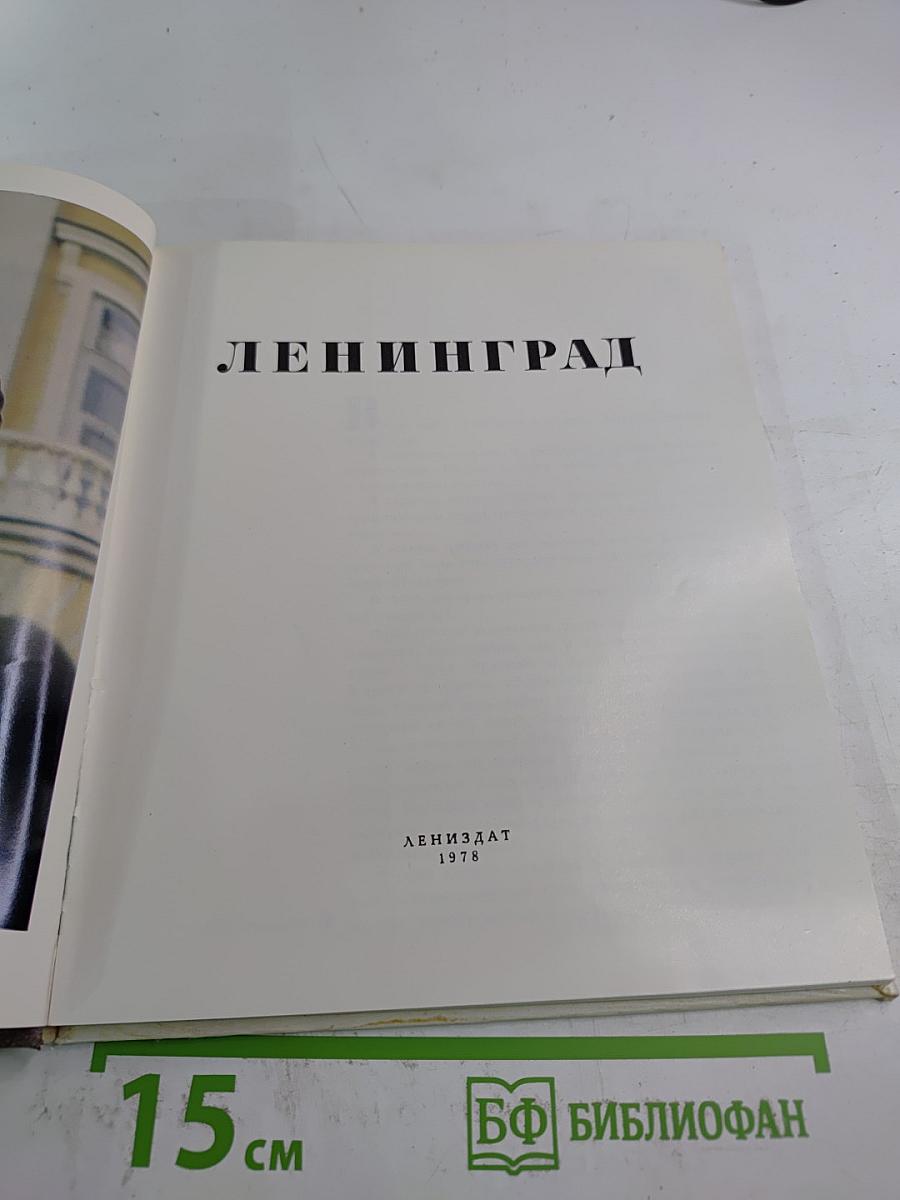 ЛЕНИНГРАД
ЛЕНИЗДАТ
1978
15 см
БФ БИБЛИОФАН